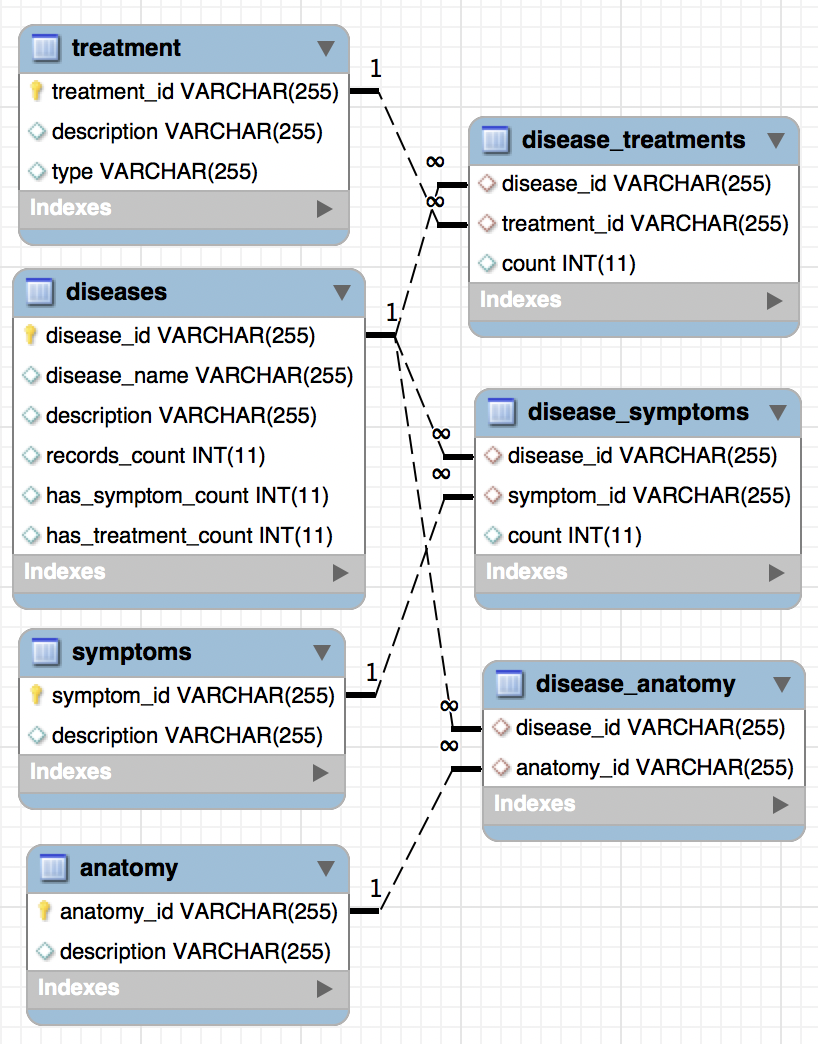 treatment
treatment_id VARCHAR(255)
description VARCHAR(255)
type VARCHAR(255)
Indexes
1
diseases
disease_id VARCHAR(255)
disease_name VARCHAR(255)
description VARCHAR(255)
records_count INT(11)
has_symptom_count INT(11)
has_treatment_count INT(11)
Indexes
1
symptoms
symptom_id VARCHAR(255)
description VARCHAR(255)
Indexes
1
anatomy
anatomy_id VARCHAR(255)
description VARCHAR(255)
Indexes
1
disease_treatments
∞
disease_id VARCHAR(255)
∞
treatment_id VARCHAR(255)
count INT(11)
Indexes
disease_symptoms
∞
disease_id VARCHAR(255)
∞
symptom_id VARCHAR(255)
count INT(11)
Indexes
disease_anatomy
∞
disease_id VARCHAR(255)
∞
anatomy_id VARCHAR(255)
Indexes